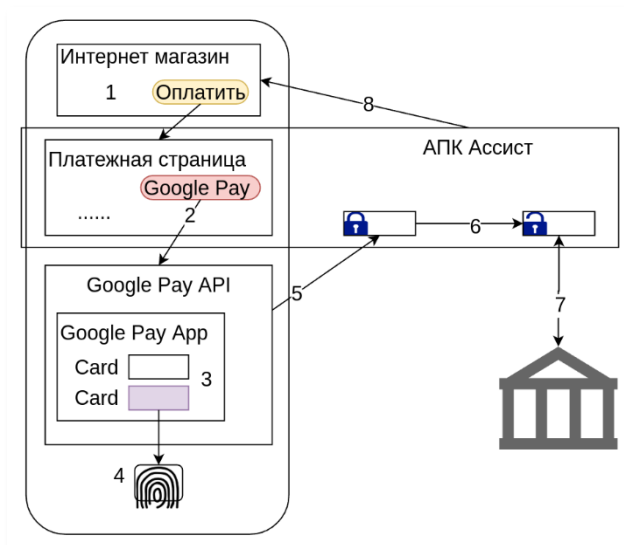 Интернет магазин
1
Оплатить
8
АПК Ассист
Платежная страница
Google Pay
......
2
6
Google Pay API
5
7
Google Pay App
Card
3
Card
4